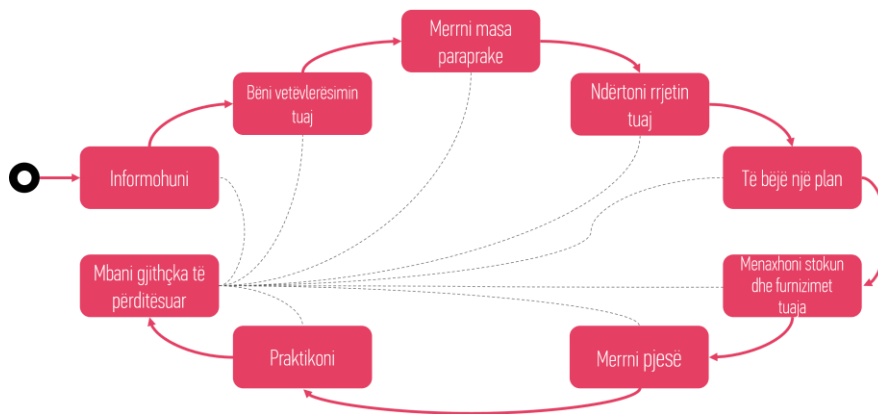 Informohuni
Bëni vetëvlerësimin
tuaj
Merrni masa
paraprake
Ndërtoni rrjetin
tuaj
Të bëjë një plan
Menaxhoni stokun
dhe furnizimet
tuaja
Merrni pjesë
Praktikoni
Mbani gjithçka të
përditësuar